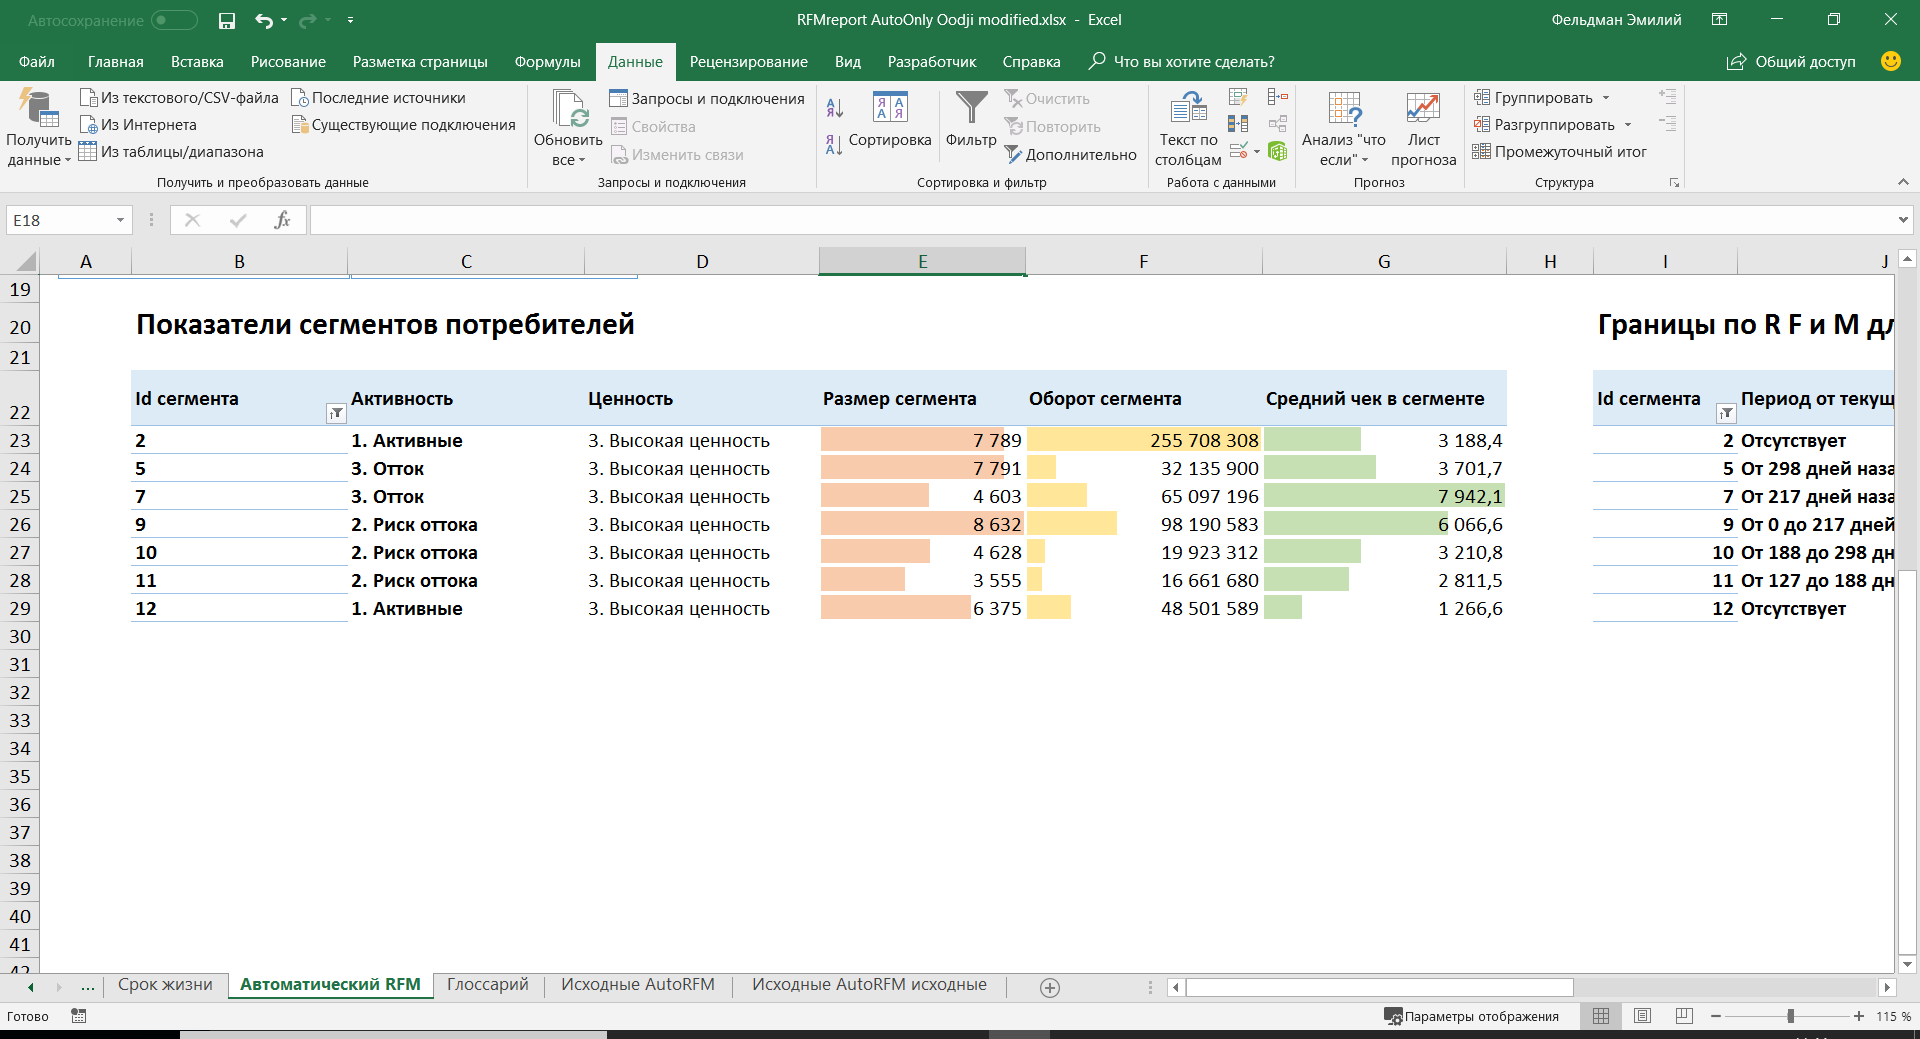 Автосохранение
RFMreport AutoOnly Oodji modified.xlsx - Excel
Фельдман Эмилий
Файл Главная Вставка Рисование Разметка страницы Формулы Данные Рецензирование Вид Разработчик Справка Что вы хотите сделать? Общий доступ
Получить данные
Из текстового/CSV-файла
Из Интернета
Из таблицы/диапазона
Последние источники
Существующие подключения
Получить и преобразовать данные
Обновить все
Запросы и подключения
Свойства
Изменить связи
Запросы и подключения
Сортировка
Фильтр
Очистить
Повторить
Дополнительно
Сортировка и фильтр
Текст по столбцам
Работа с данными
Анализ "что если"
Лист прогноза
Прогноз
Группировать
Разгруппировать
Промежуточный итог
Структура
E18
fx
A B C D E F G H I J
19
20 Показатели сегментов потребителей Границы по R F и M дл
21
22 Id сегмента Активность Ценность Размер сегмента Оборот сегмента Средний чек в сегменте Id сегмента Период от текущ
23 2 1. Активные 3. Высокая ценность 7 789 255 708 308 3 188,4 2 Отсутствует
24 5 3. Отток 3. Высокая ценность 7 791 32 135 900 3 701,7 5 От 298 дней наза
25 7 3. Отток 3. Высокая ценность 4 603 65 097 196 7 942,1 7 От 217 дней наза
26 9 2. Риск оттока 3. Высокая ценность 8 632 98 190 583 6 066,6 9 От 0 до 217 дней
27 10 2. Риск оттока 3. Высокая ценность 4 628 19 923 312 3 210,8 10 От 188 до 298 дн
28 11 2. Риск оттока 3. Высокая ценность 3 555 16 661 680 2 811,5 11 От 127 до 188 дн
29 12 1. Активные 3. Высокая ценность 6 375 48 501 589 1 266,6 12 Отсутствует
30
31
32
33
34
35
36
37
38
39
40
41
42
... Срок жизни Автоматический RFM Глоссарий Исходные AutoRFM Исходные AutoRFM исходные
Готово
Параметры отображения
115 %